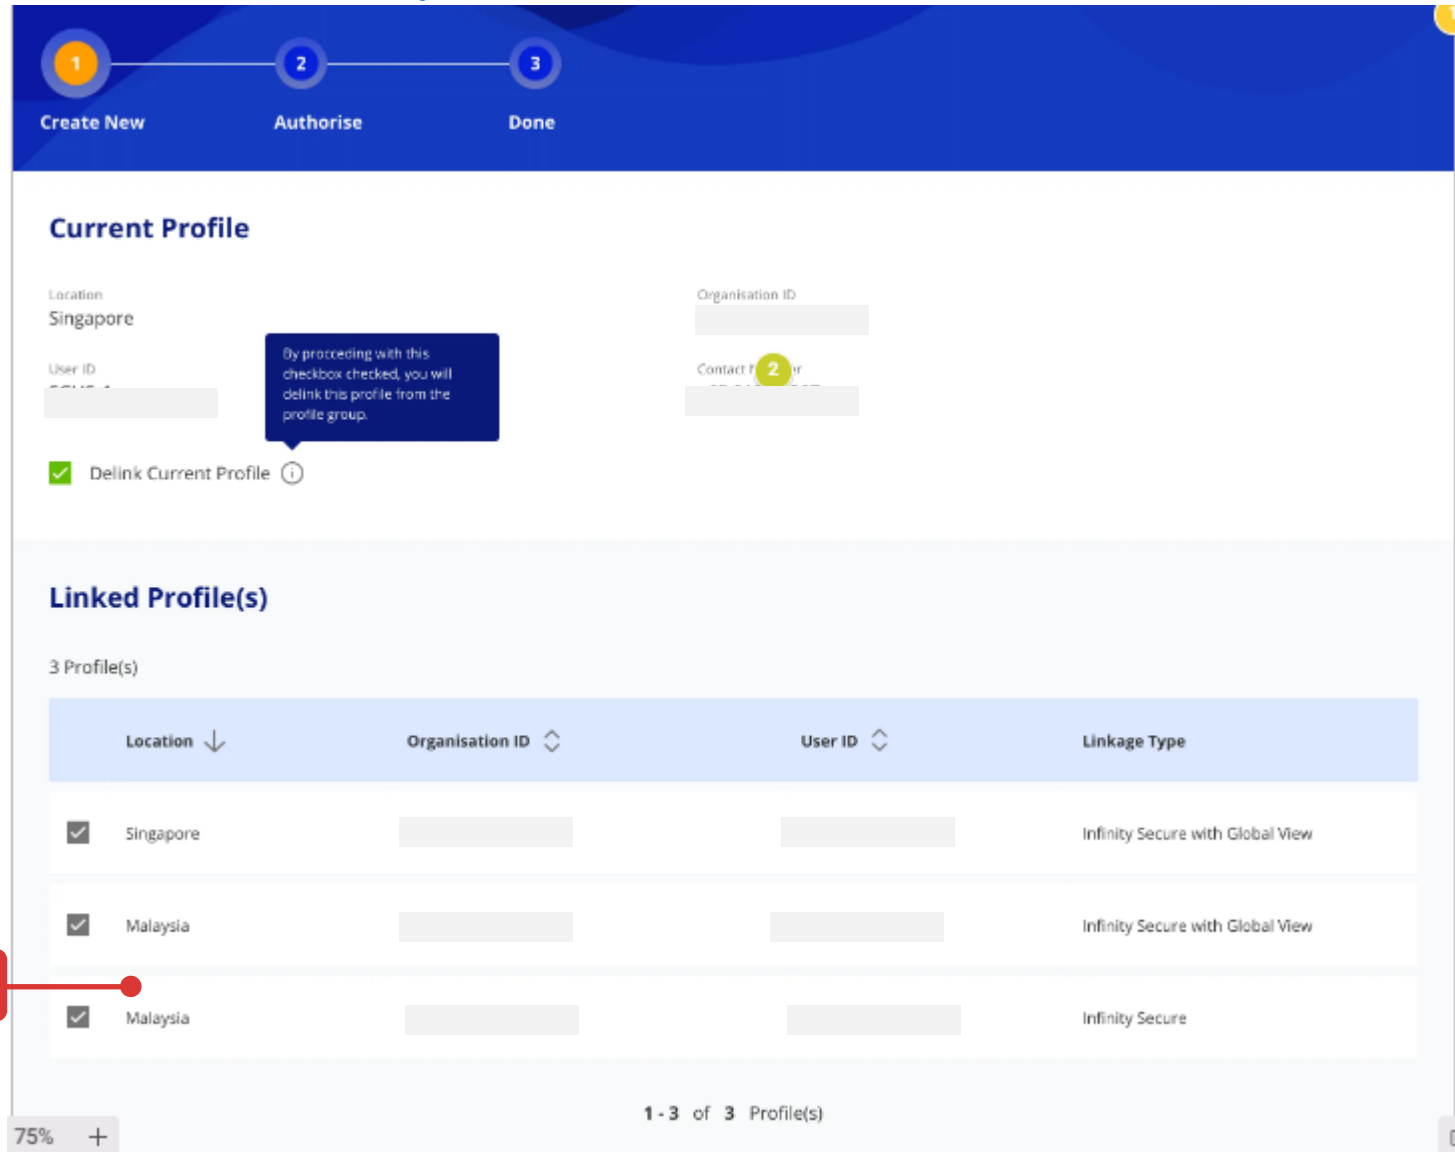 1
2
3
Create New
Authorise
Done
Current Profile
Location
Organisation ID
Singapore
By procceding with this
checkbox checked, you will
delink this profile from the
profile group.
User ID
Contact
2
Delink Current Profile
Linked Profile(s)
3 Profile(s)
Location Organisation ID User ID Linkage Type
Singapore Infinity Secure with Global View
Malaysia Infinity Secure with Global View
Malaysia Infinity Secure
1 - 3 of 3 Profile(s)
75% +